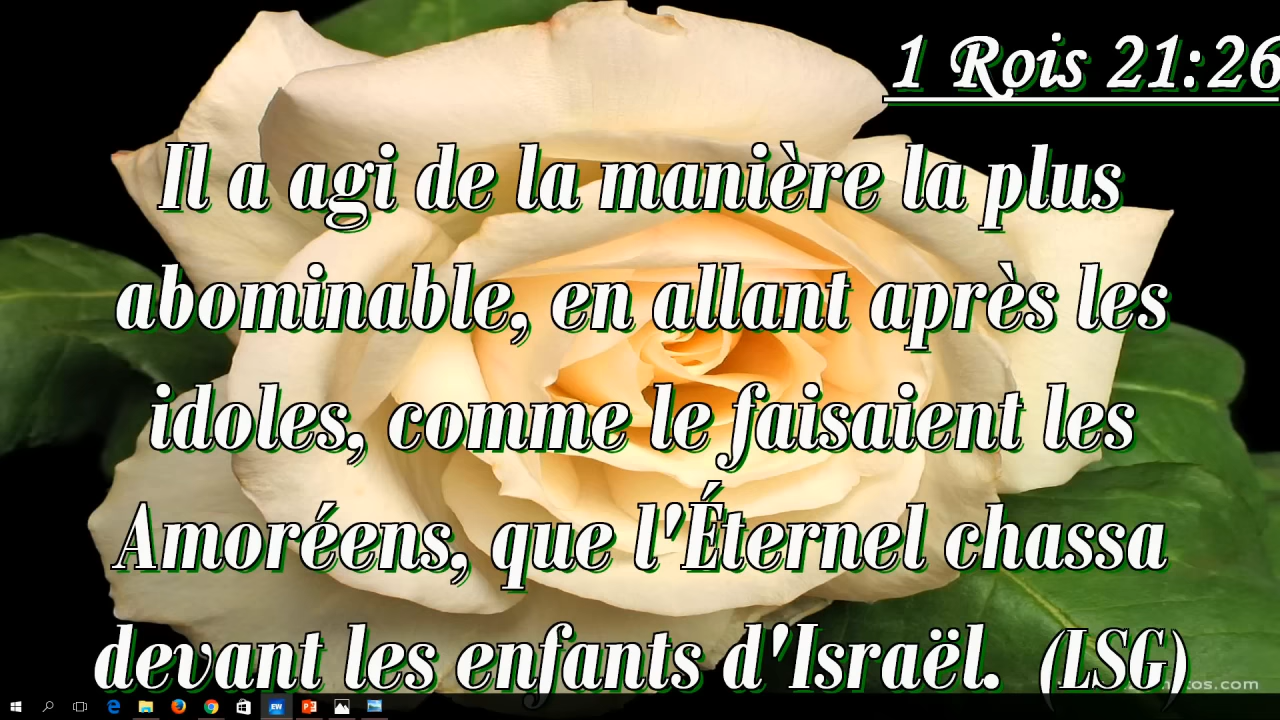 1 Rois 21:26
Il a agi de la manière la plus
abominable, en allant après les
idoles, comme le faisaient les
Amoréens, que l'Éternel chassa
devant les enfants d'Israël. (LSG)